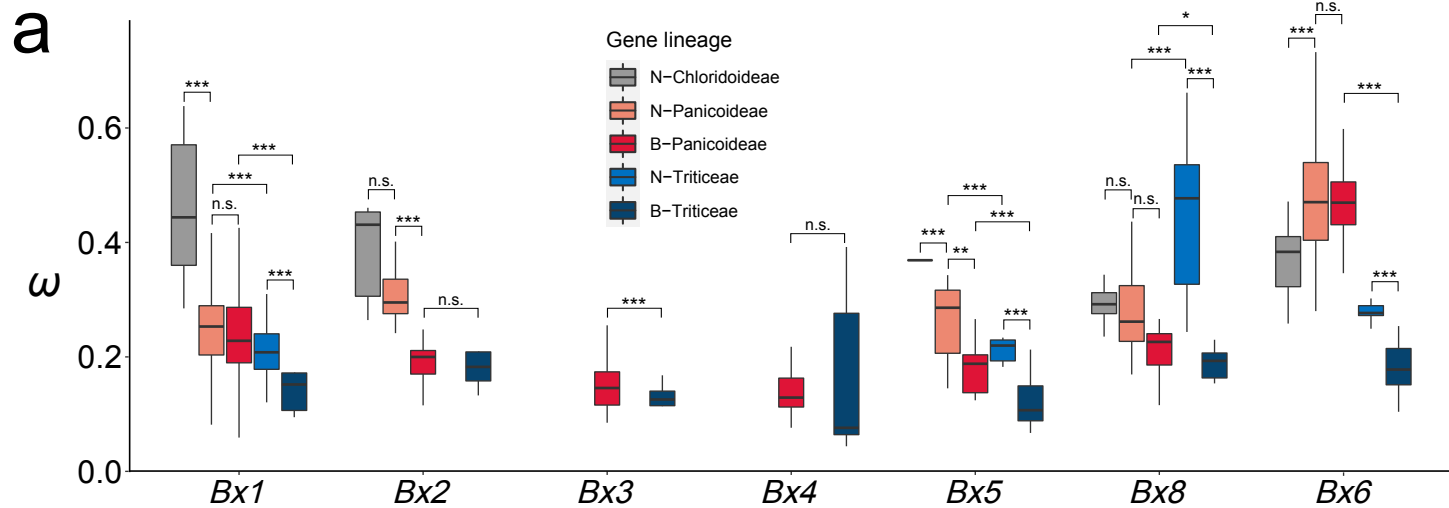 a
Gene lineage
N−Chloridoideae
N−Panicoideae
B−Panicoideae
N−Triticeae
B−Triticeae
ω
0.6
0.4
0.2
0.0
***
***
***
n.s.
***
n.s.
***
n.s.
***
n.s.
***
***
***
**
***
n.s.
n.s.
***
*
***
n.s.
***
***
***
Bx1
Bx2
Bx3
Bx4
Bx5
Bx8
Bx6